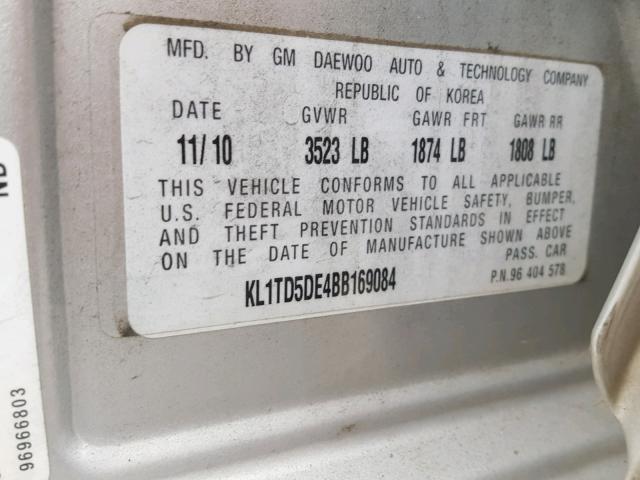 MFD. BY GM DAEWOO AUTO & TECHNOLOGY COMPANY
REPUBLIC OF KOREA
DATE GVWR GAWR FRT GAWR RR
11/10 3523 LB 1874 LB 1808 LB
THIS VEHICLE CONFORMS TO ALL APPLICABLE
U.S. FEDERAL MOTOR VEHICLE SAFETY, BUMPER,
AND THEFT PREVENTION STANDARDS IN EFFECT
ON THE DATE OF MANUFACTURE SHOWN ABOVE
PASS. CAR
KL1TD5DE4BB169084 P.N.96 404 578
96966803